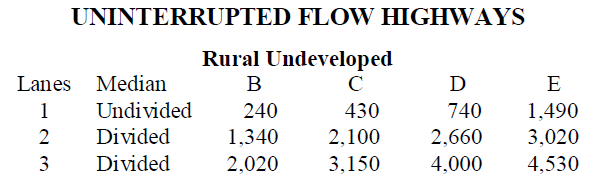 UNINTERRUPTED FLOW HIGHWAYS
Rural Undeveloped
Lanes Median B C D E
1 Undivided 240 430 740 1,490
2 Divided 1,340 2,100 2,660 3,020
3 Divided 2,020 3,150 4,000 4,530